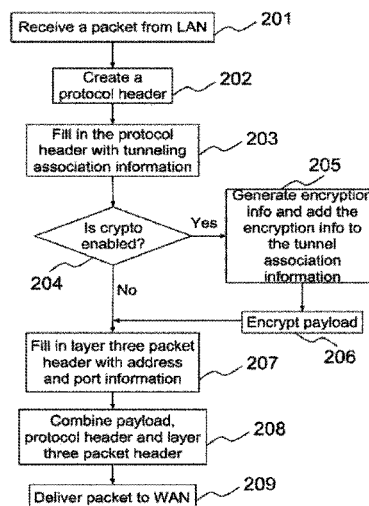 Receive a packet from LAN
201
Create a
protocol header
202
Fill in the protocol
header with tunneling
association information
203
Is crypto
enabled?
204
Yes
205
Generate encryption
info and add the
encryption info to
the tunnel
association
information
No
Encrypt payload
206
Fill in layer three packet
header with address
and port information
207
Combine payload,
protocol header and layer
three packet header
208
Deliver packet to WAN
209